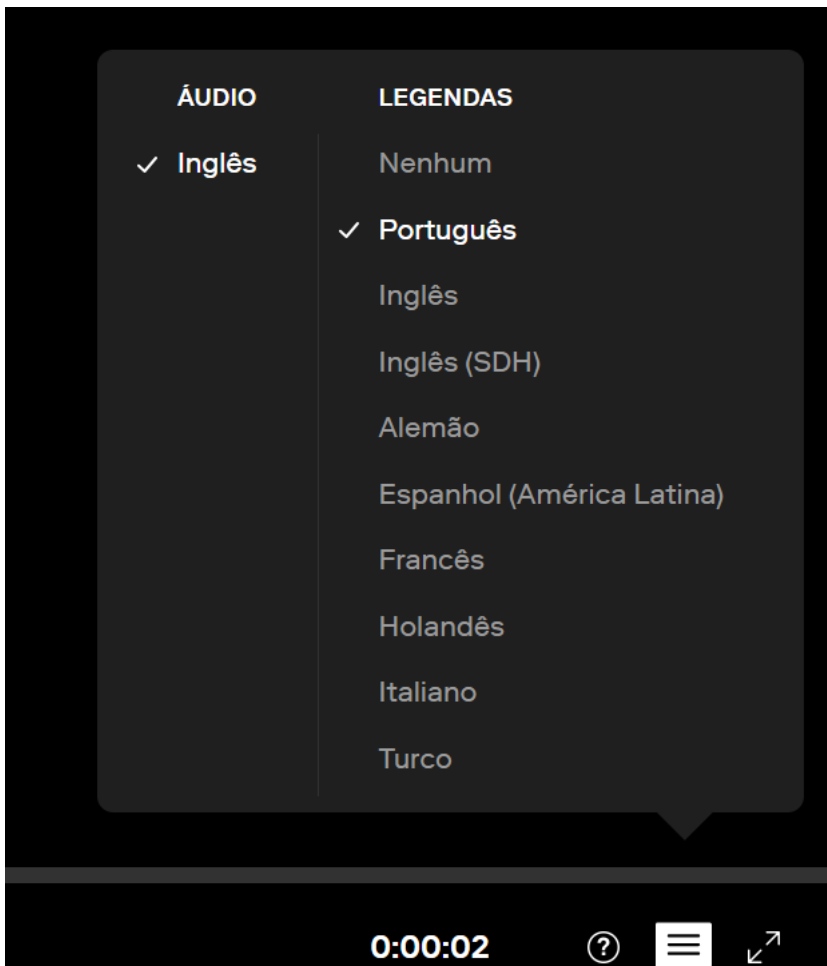 ÁUDIO
Inglês
LEGENDAS
Nenhum
Português
Inglês
Inglês (SDH)
Alemão
Espanhol (América Latina)
Francês
Holandês
Italiano
Turco
0:00:02
?